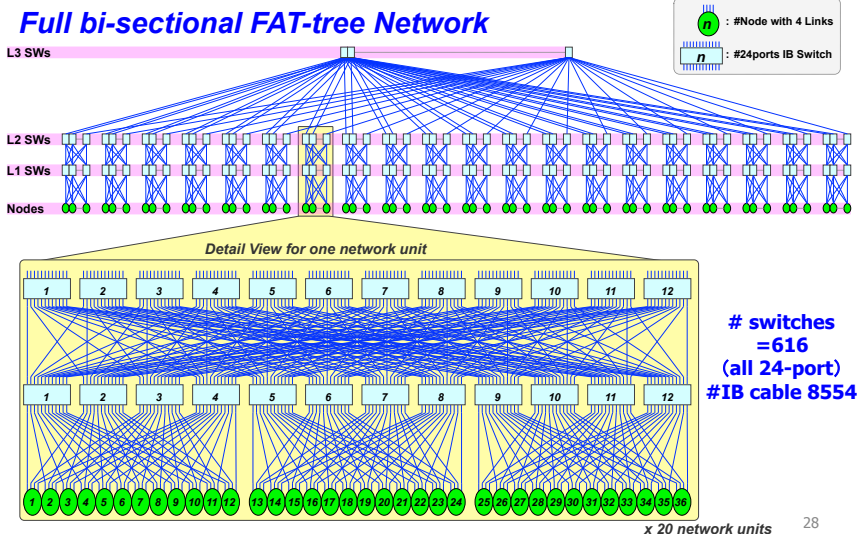 Full bi-sectional FAT-tree Network
n : #Node with 4 Links
n : #24ports IB Switch
L3 SWs
L2 SWs
L1 SWs
Nodes
Detail View for one network unit
1 2 3 4 5 6 7 8 9 10 11 12
1 2 3 4 5 6 7 8 9 10 11 12
1 2 3 4 5 6 7 8 9 10 11 12 13 14 15 16 17 18 19 20 21 22 23 24 25 26 27 28 29 30 31 32 33 34 35 36
# switches
=616
(all 24-port)
#IB cable 8554
x 20 network units
28